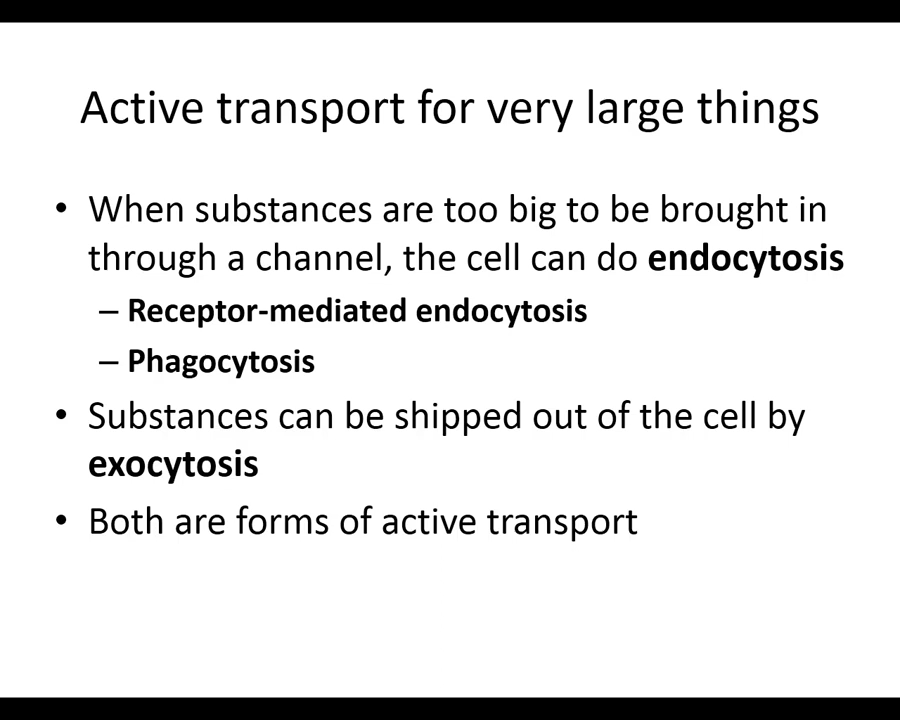 Active transport for very large things
• When substances are too big to be brought in
through a channel, the cell can do endocytosis
– Receptor-mediated endocytosis
– Phagocytosis
• Substances can be shipped out of the cell by
exocytosis
• Both are forms of active transport